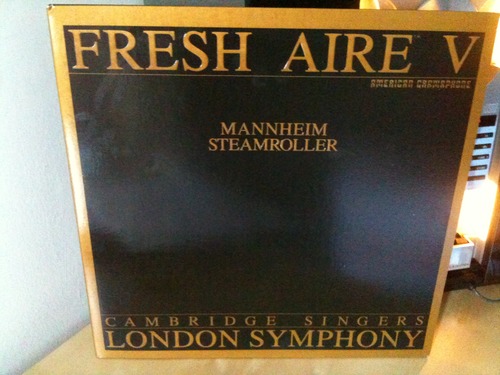 FRESH AIRE V
AMERICAN GRAMAPHONE
MANNHEIM
STEAMROLLER
CAMBRIDGE SINGERS
LONDON SYMPHONY